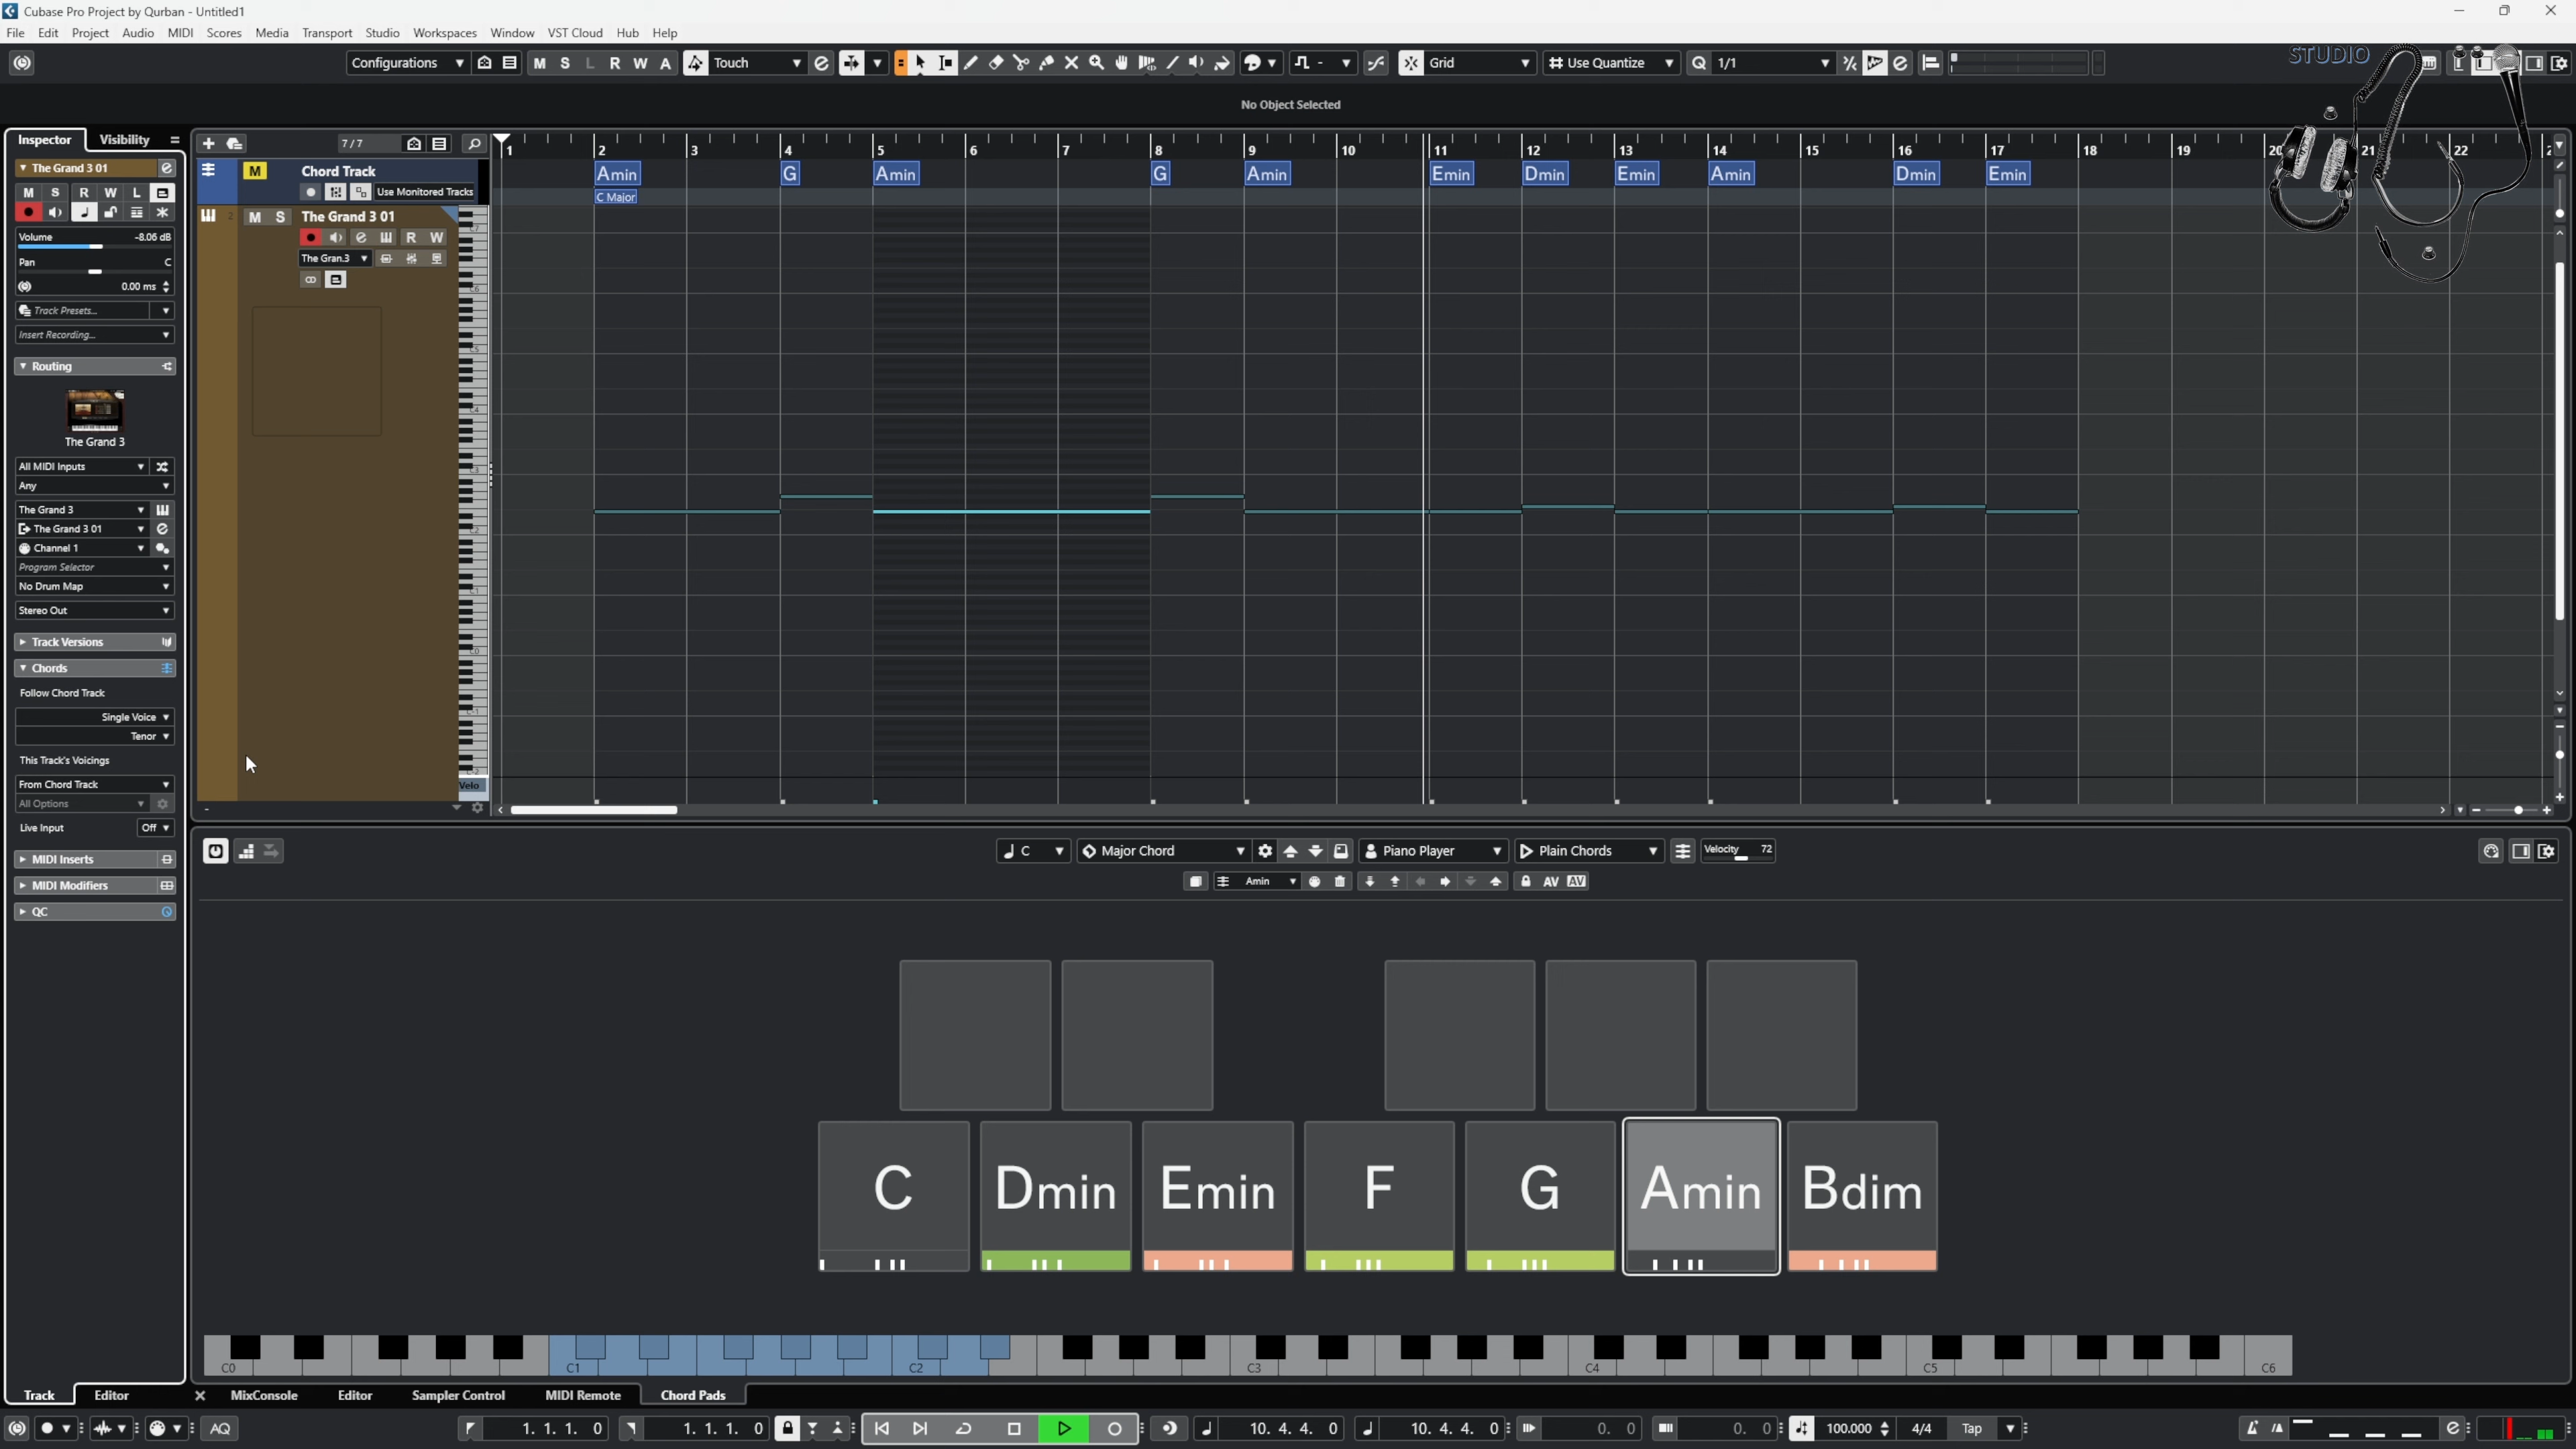 Cubase Pro Project by Qurban - Untitled1
File Edit Project Audio MIDI Scores Media Transport Studio Workspaces Window VST Cloud Hub Help
Configurations M S L R W A Touch Grid Use Quantize Q 1/1
STUDIO
No Object Selected
Inspector Visibility 7/7
1 2 3 4 5 6 7 8 9 10 11 12 13 14 15 16 17 18 19 20 21 22
The Grand 3 01 e
M Chord Track
Use Monitored Tracks
Amin G Amin G Amin Emin Dmin Emin Amin Dmin Emin
C Major
M S R W L
2 M S The Grand 3 01
R W
The Gran.3
Volume -8.06 dB
Pan C
0.00 ms
Track Presets...
Insert Recording...
Routing
The Grand 3
All MIDI Inputs
Any
The Grand 3
The Grand 3 01
Channel 1
Program Selector
No Drum Map
Stereo Out
Track Versions
Chords
Follow Chord Track
Single Voice
Tenor
This Track's Voicings
From Chord Track
All Options
Live Input Off
MIDI Inserts
MIDI Modifiers
QC
Velo
C Major Chord Piano Player Plain Chords Velocity 72
Amin AV AV
C Dmin Emin F G Amin Bdim
C0 C1 C2 C3 C4 C5 C6
Track Editor MixConsole Editor Sampler Control MIDI Remote Chord Pads
AQ 1. 1. 1. 0 1. 1. 1. 0 10. 4. 4. 0 10. 4. 4. 0 0. 0 0. 0 100.000 4/4 Tap